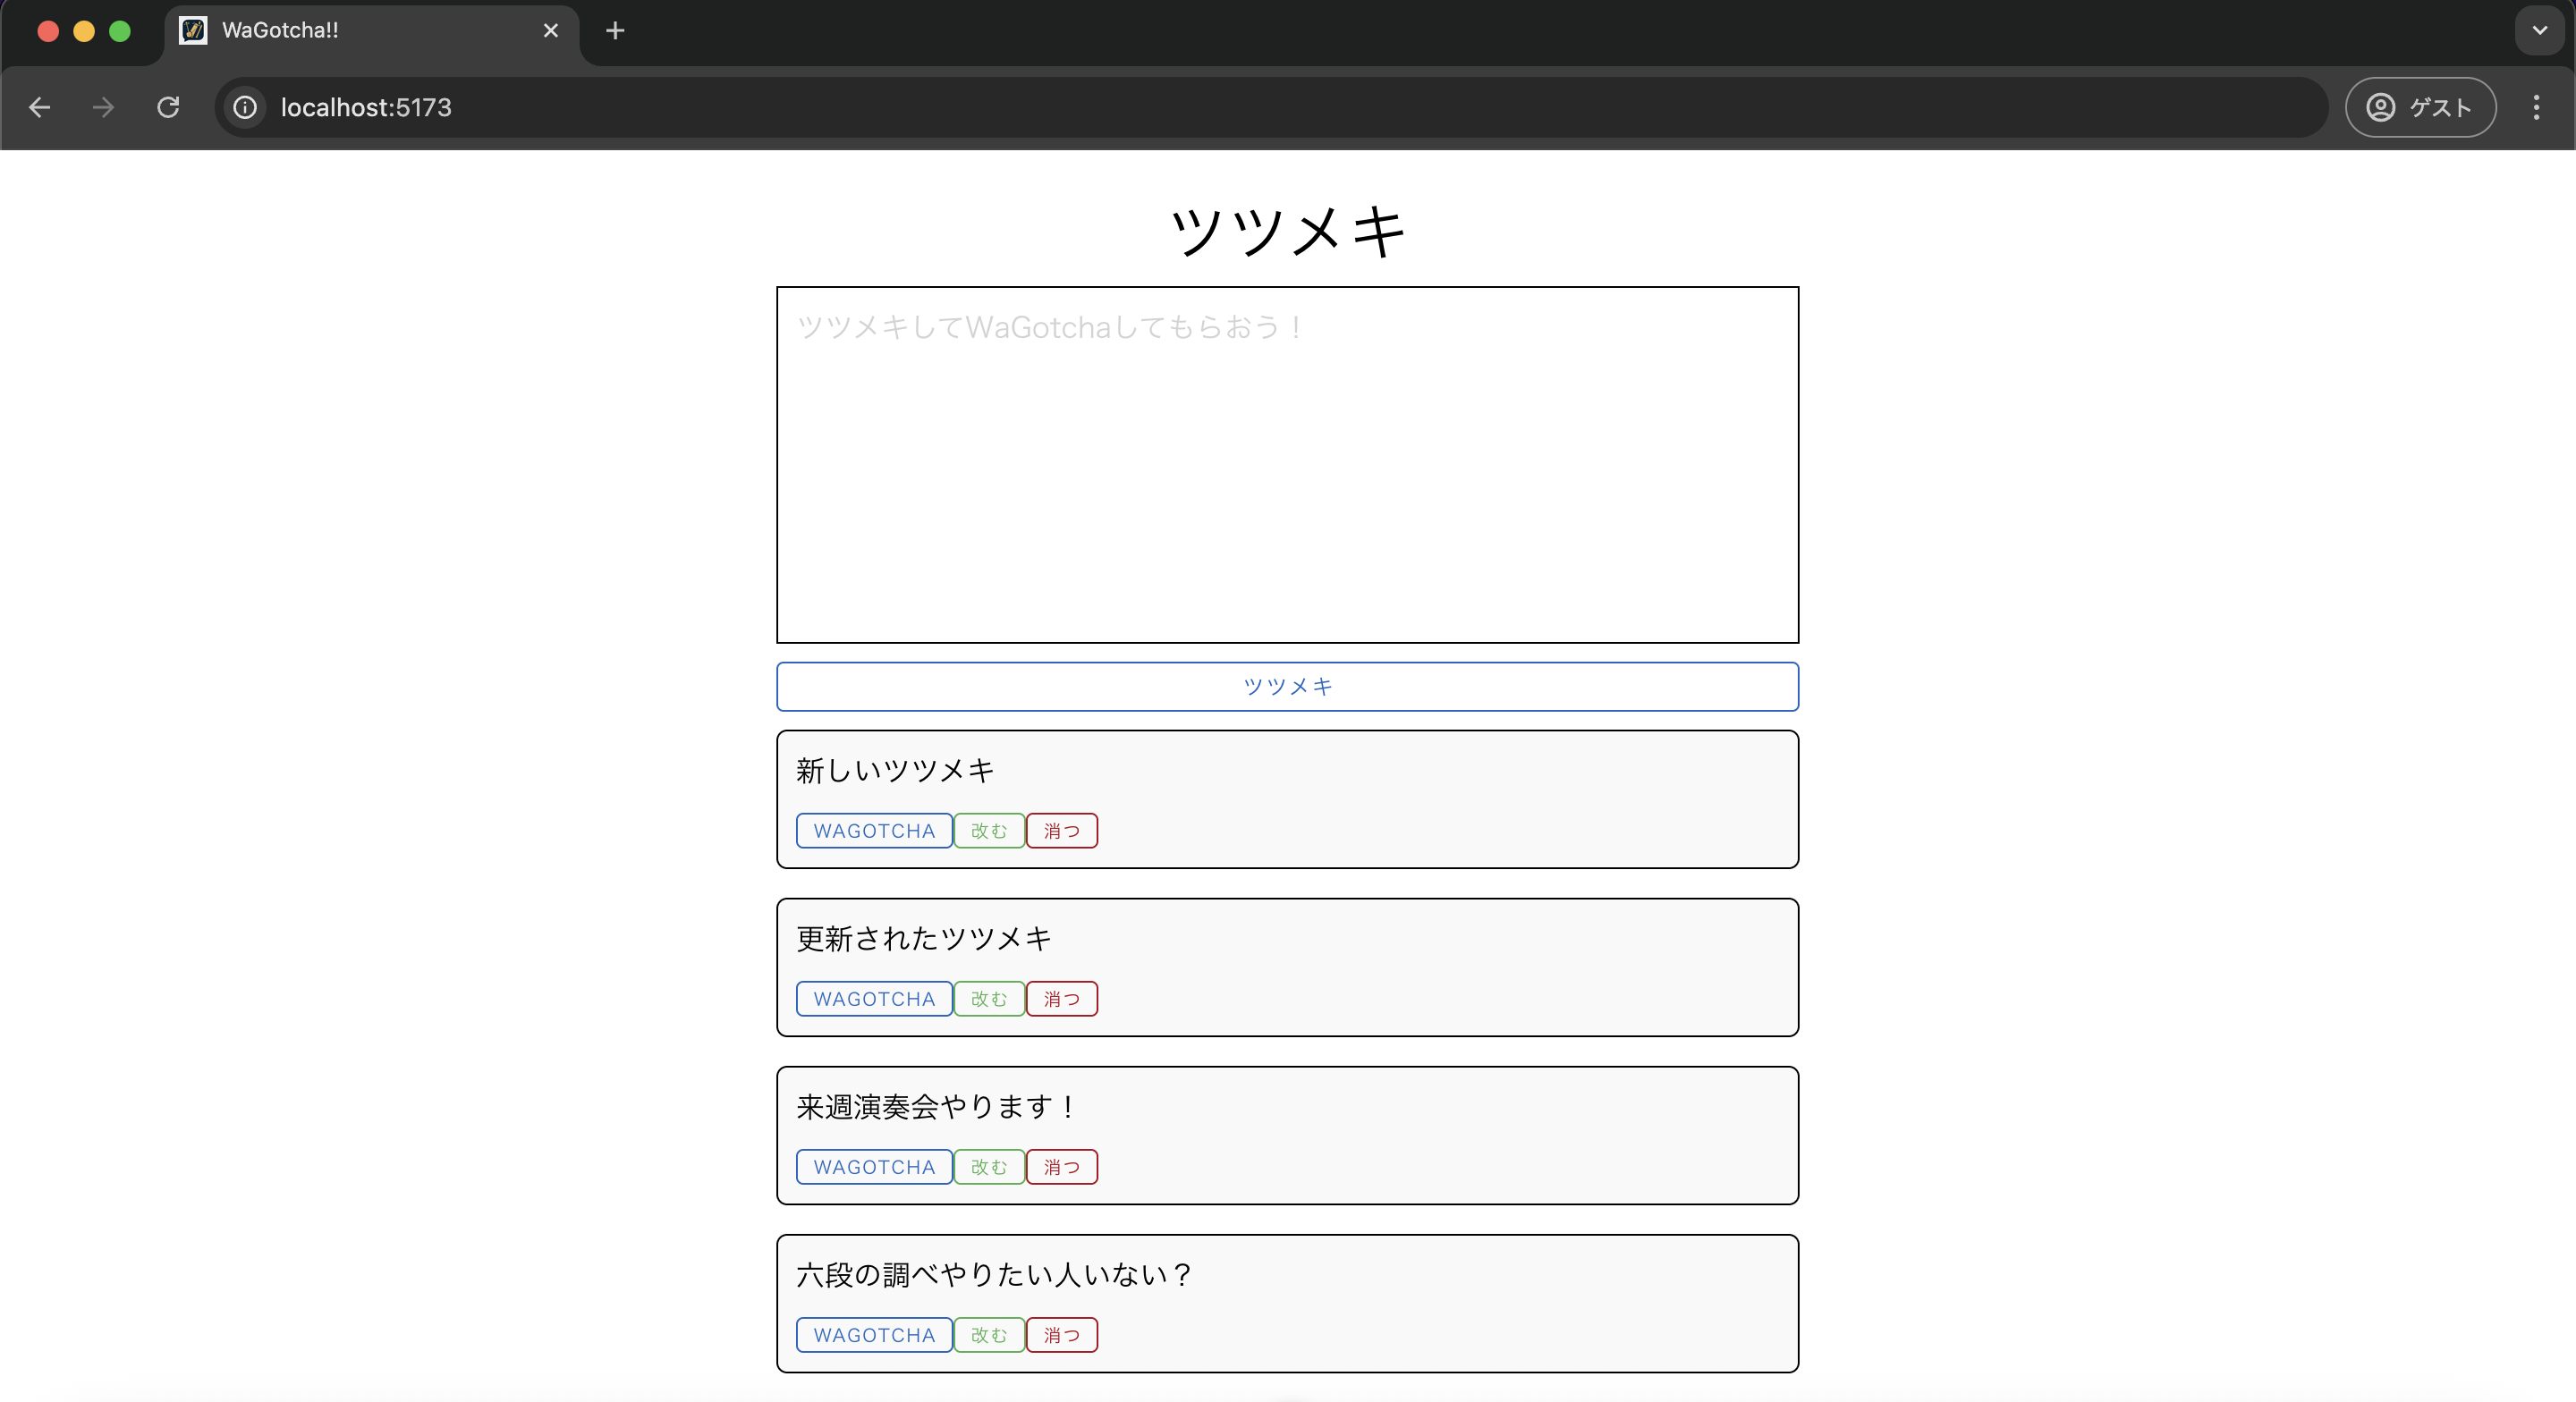 WaGotcha!!
localhost:5173
ゲスト
ツツメキ
ツツメキしてWaGotchaしてもらおう！
ツツメキ
新しいツツメキ
WAGOTCHA 改む 消つ
更新されたツツメキ
WAGOTCHA 改む 消つ
来週演奏会やります！
WAGOTCHA 改む 消つ
六段の調べやりたい人いない？
WAGOTCHA 改む 消つ